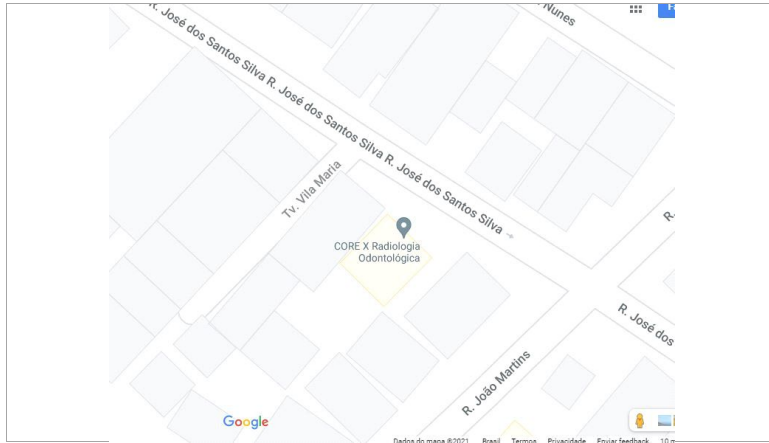 Nunes
R. José dos Santos Silva R. José dos Santos Silva R. José dos Santos Silva
Tv. Vila Maria
CORE X Radiologia
Odontológica
R. José dos
R. João Martins
Google
Dados do mapa ©2021 Brasil Termos Privacidade Enviar feedback 10 m